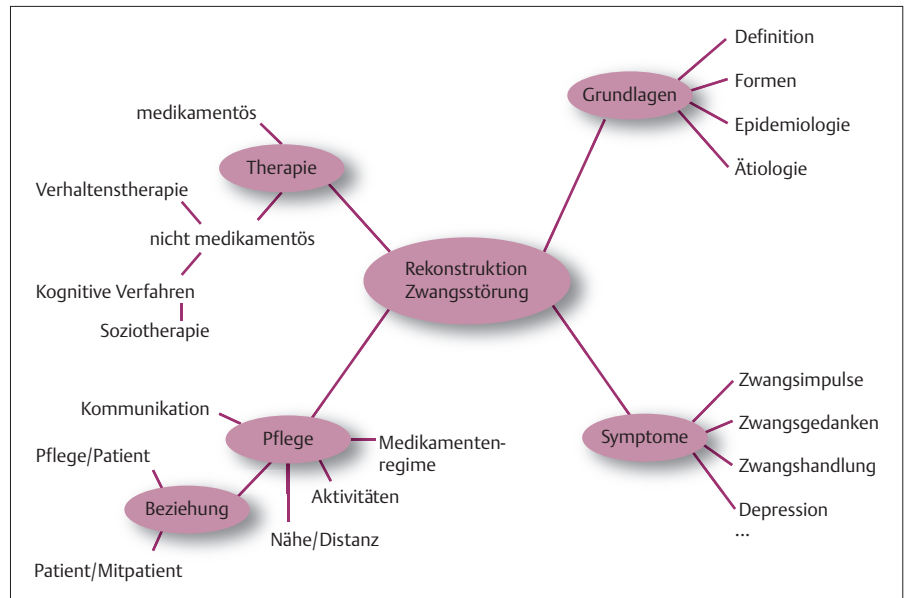 Definition
Formen
Grundlagen
Epidemiologie
Ätiologie
medikamentös
Therapie
Verhaltenstherapie
nicht medikamentös
Kognitive Verfahren
Soziotherapie
Rekonstruktion
Zwangsstörung
Kommunikation
Pflege
Medikamenten-
regime
Pflege/Patient
Aktivitäten
Beziehung
Nähe/Distanz
Patient/Mitpatient
Zwangsimpulse
Zwangsgedanken
Symptome
Zwangshandlung
Depression
...